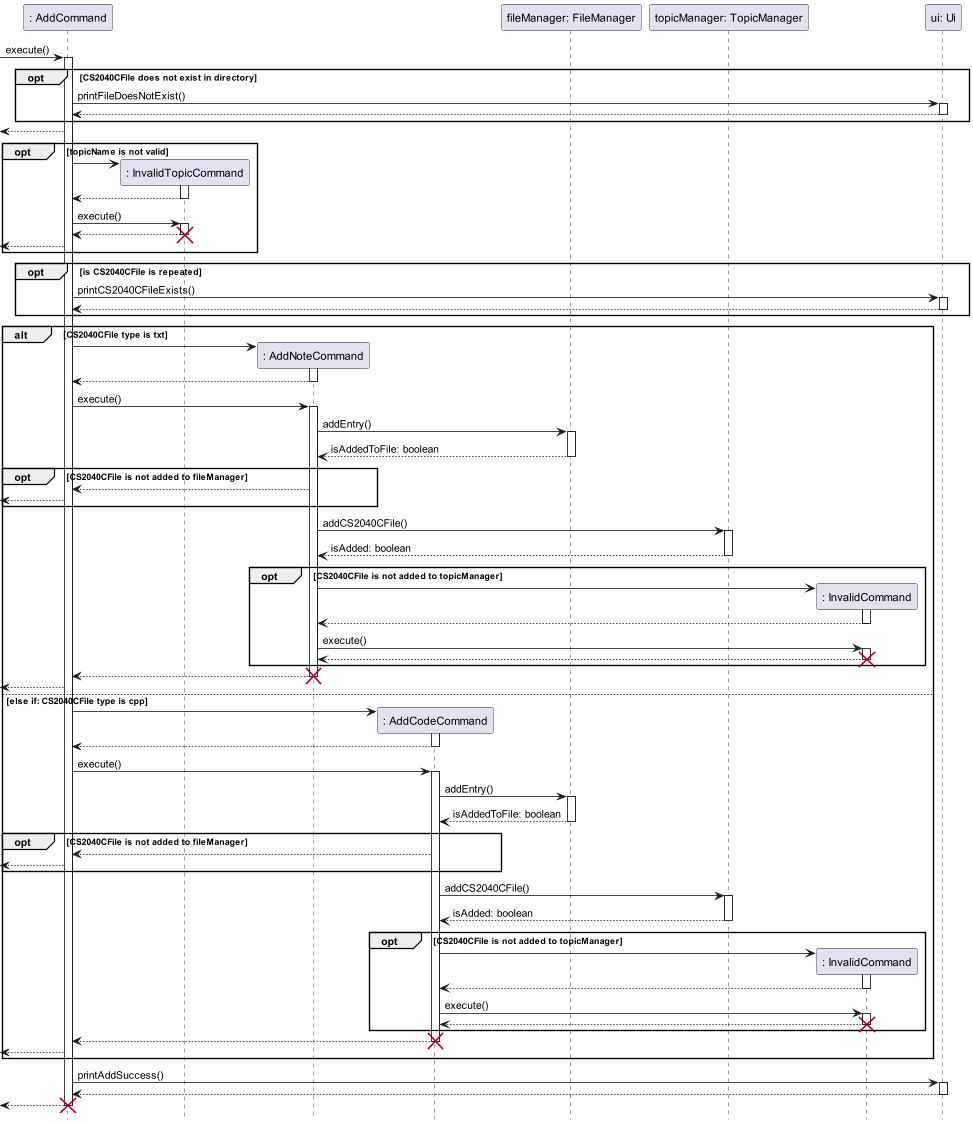 : AddCommand
fileManager: FileManager
topicManager: TopicManager
ui: Ui
execute()
opt
[CS2040CFile does not exist in directory]
printFileDoesNotExist()
opt
[topicName is not valid]
: InvalidTopicCommand
execute()
opt
[is CS2040CFile is repeated]
printCS2040CFileExists()
alt
[CS2040CFile type is txt]
: AddNoteCommand
execute()
addEntry()
isAddedToFile: boolean
opt
[CS2040CFile is not added to fileManager]
addCS2040CFile()
isAdded: boolean
opt
[CS2040CFile is not added to topicManager]
: InvalidCommand
execute()
[else if: CS2040CFile type is cpp]
: AddCodeCommand
execute()
addEntry()
isAddedToFile: boolean
opt
[CS2040CFile is not added to fileManager]
addCS2040CFile()
isAdded: boolean
opt
[CS2040CFile is not added to topicManager]
: InvalidCommand
execute()
printAddSuccess()